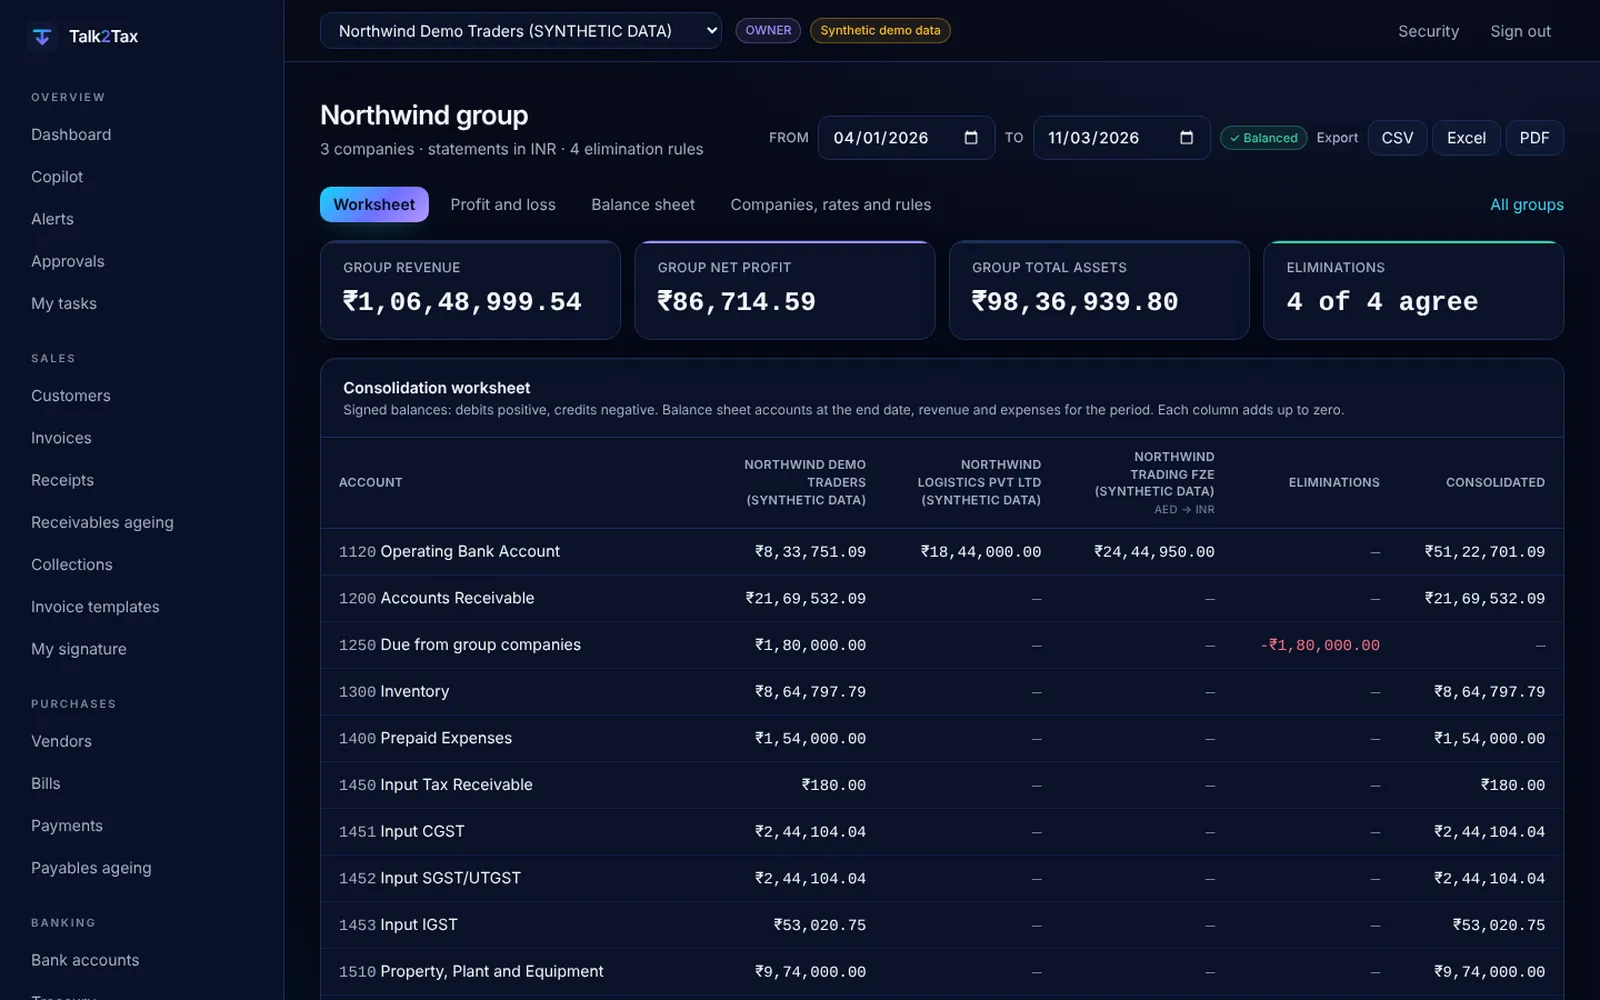 Talk2Tax
Northwind Demo Traders (SYNTHETIC DATA)
OWNER
Synthetic demo data
Security
Sign out
OVERVIEW
Dashboard
Copilot
Alerts
Approvals
My tasks
SALES
Customers
Invoices
Receipts
Receivables ageing
Collections
Invoice templates
My signature
PURCHASES
Vendors
Bills
Payments
Payables ageing
BANKING
Bank accounts
Treasury
Northwind group
3 companies · statements in INR · 4 elimination rules
FROM 04/01/2026 TO 11/03/2026 ✓ Balanced Export CSV Excel PDF
Worksheet Profit and loss Balance sheet Companies, rates and rules All groups
GROUP REVENUE
₹1,06,48,999.54
GROUP NET PROFIT
₹86,714.59
GROUP TOTAL ASSETS
₹98,36,939.80
ELIMINATIONS
4 of 4 agree
Consolidation worksheet
Signed balances: debits positive, credits negative. Balance sheet accounts at the end date, revenue and expenses for the period. Each column adds up to zero.
ACCOUNT
NORTHWIND DEMO
TRADERS
(SYNTHETIC DATA)
NORTHWIND
LOGISTICS PVT LTD
(SYNTHETIC DATA)
NORTHWIND
TRADING FZE
(SYNTHETIC DATA)
AED → INR
ELIMINATIONS
CONSOLIDATED
1120 Operating Bank Account ₹8,33,751.09 ₹18,44,000.00 ₹24,44,950.00 — ₹51,22,701.09
1200 Accounts Receivable ₹21,69,532.09 — — — ₹21,69,532.09
1250 Due from group companies ₹1,80,000.00 — — -₹1,80,000.00 —
1300 Inventory ₹8,64,797.79 — — — ₹8,64,797.79
1400 Prepaid Expenses ₹1,54,000.00 — — — ₹1,54,000.00
1450 Input Tax Receivable ₹180.00 — — — ₹180.00
1451 Input CGST ₹2,44,104.04 — — — ₹2,44,104.04
1452 Input SGST/UTGST ₹2,44,104.04 — — — ₹2,44,104.04
1453 Input IGST ₹53,020.75 — — — ₹53,020.75
1510 Property, Plant and Equipment ₹9,74,000.00 — — — ₹9,74,000.00